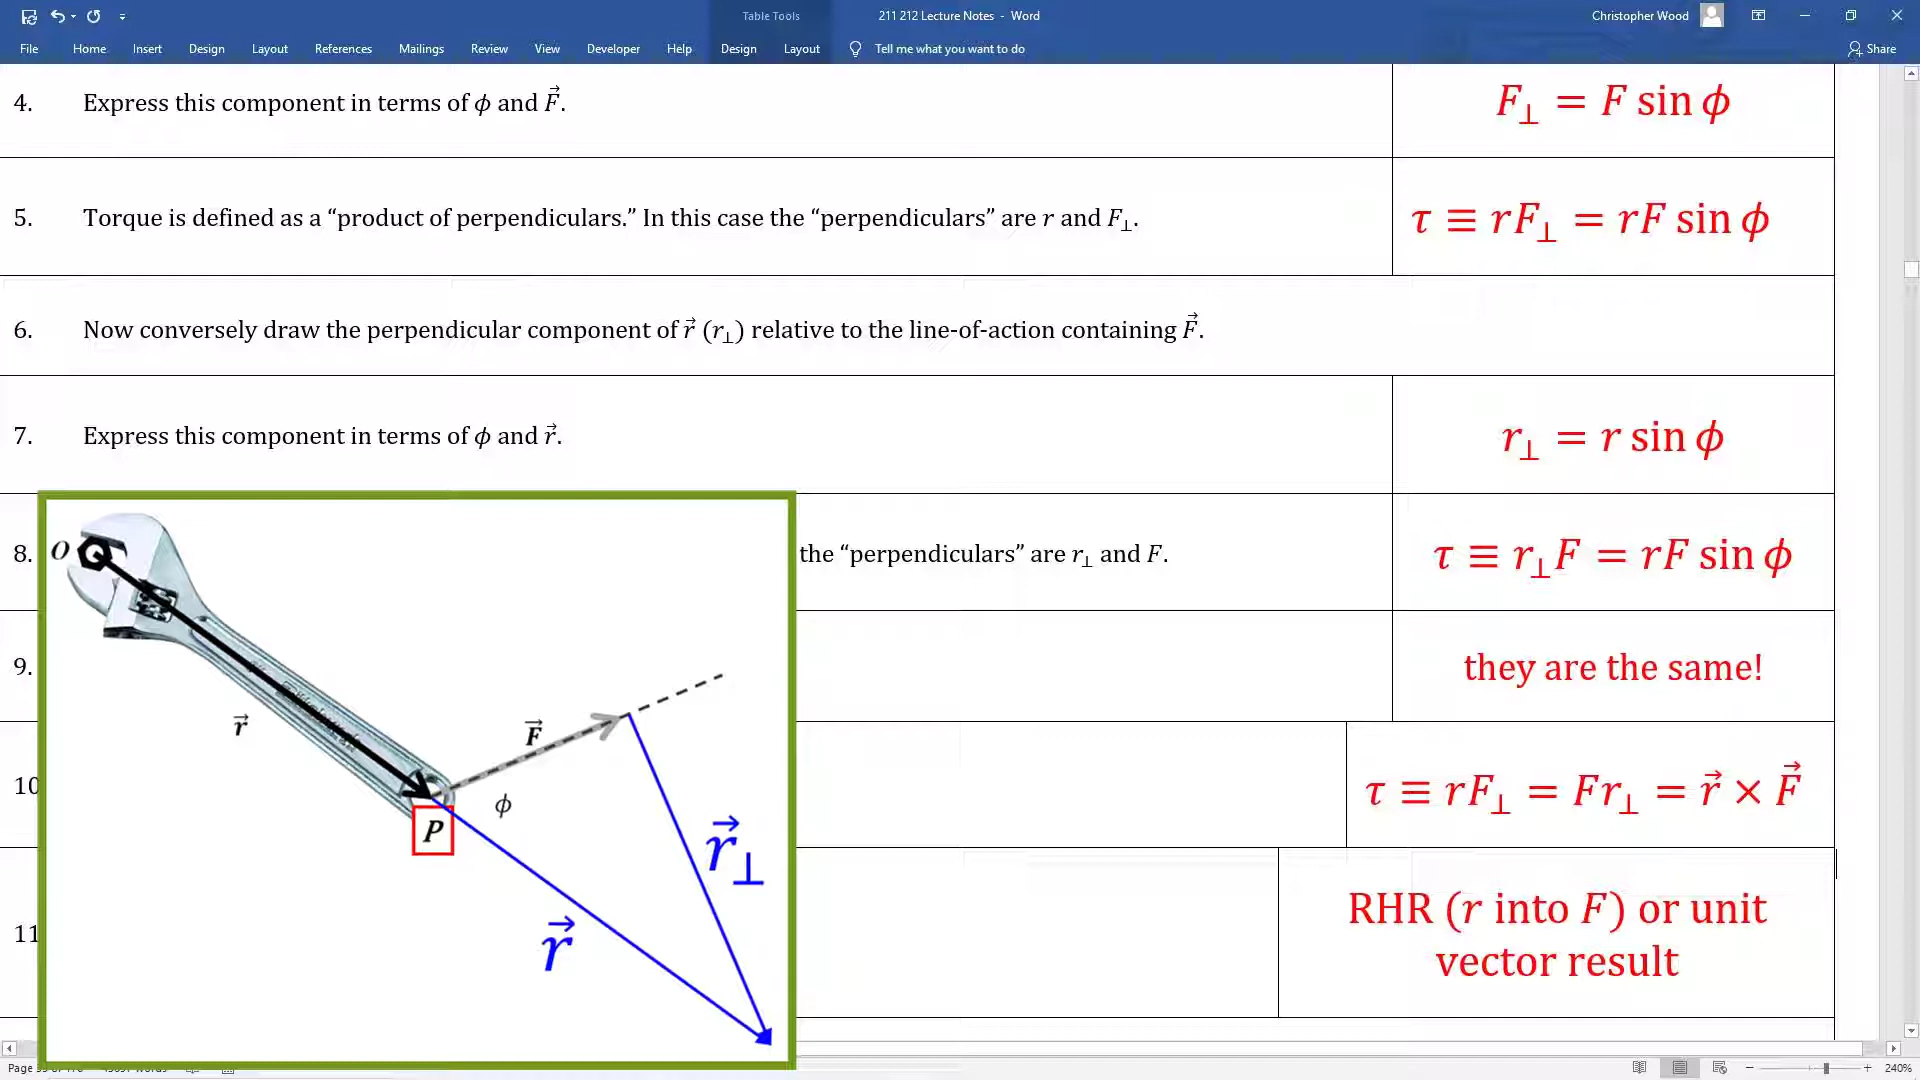 211 212 Lecture Notes - Word
Table Tools
Christopher Wood
File Home Insert Design Layout References Mailings Review View Developer Help Design Layout Tell me what you want to do Share
4. Express this component in terms of ϕ and F⃗. F⊥ = F sin ϕ
5. Torque is defined as a “product of perpendiculars.” In this case the “perpendiculars” are r and F⊥. τ ≡ rF⊥ = rF sin ϕ
6. Now conversely draw the perpendicular component of r⃗ (r⊥) relative to the line-of-action containing F⃗.
7. Express this component in terms of ϕ and r⃗. r⊥ = r sin ϕ
8. the “perpendiculars” are r⊥ and F. τ ≡ r⊥F = rF sin ϕ
9. they are the same!
10 τ ≡ rF⊥ = Fr⊥ = r⃗ × F⃗
11 RHR (r into F) or unit
vector result
O
r⃗
F⃗
ϕ
P
r⃗⊥
r⃗
240%